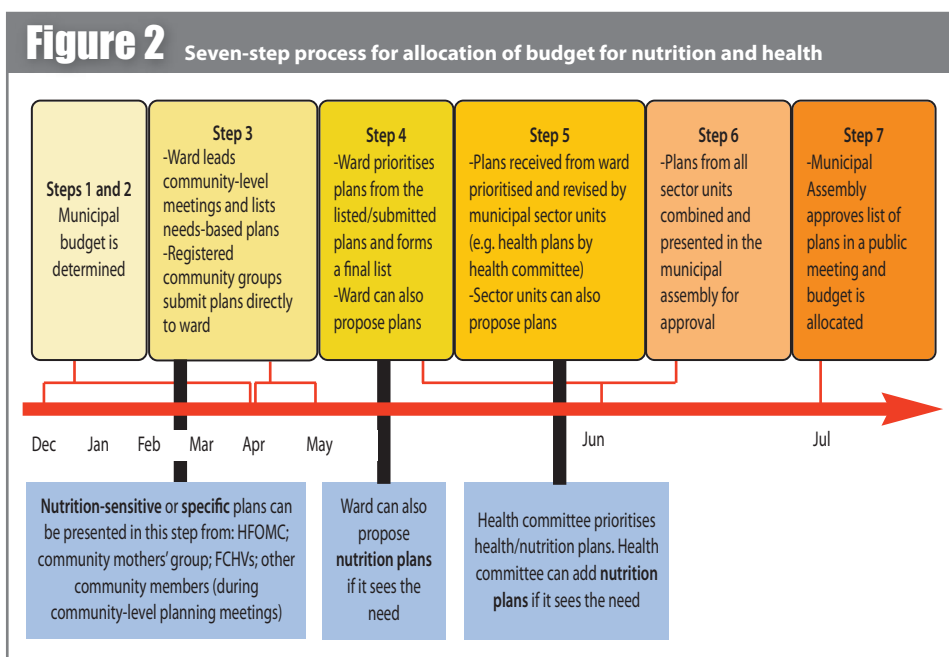 Figure 2 Seven-step process for allocation of budget for nutrition and health
Steps 1 and 2
Municipal
budget is
determined
Step 3
-Ward leads
community-level
meetings and lists
needs-based plans
-Registered
community groups
submit plans directly
to ward
Step 4
-Ward prioritises
plans from the
listed/submitted
plans and forms
a final list
-Ward can also
propose plans
Step 5
-Plans received from ward
prioritised and revised by
municipal sector units
(e.g. health plans by
health committee)
-Sector units can also
propose plans
Step 6
-Plans from all
sector units
combined and
presented in the
municipal
assembly for
approval
Step 7
-Municipal
Assembly
approves list of
plans in a public
meeting and
budget is
allocated
Dec Jan Feb Mar Apr May Jun Jul
Nutrition-sensitive or specific plans can
be presented in this step from: HFOMC;
community mothers' group; FCHVs; other
community members (during
community-level planning meetings)
Ward can also
propose
nutrition plans
if it sees the
need
Health committee prioritises
health/nutrition plans. Health
committee can add nutrition
plans if it sees the need